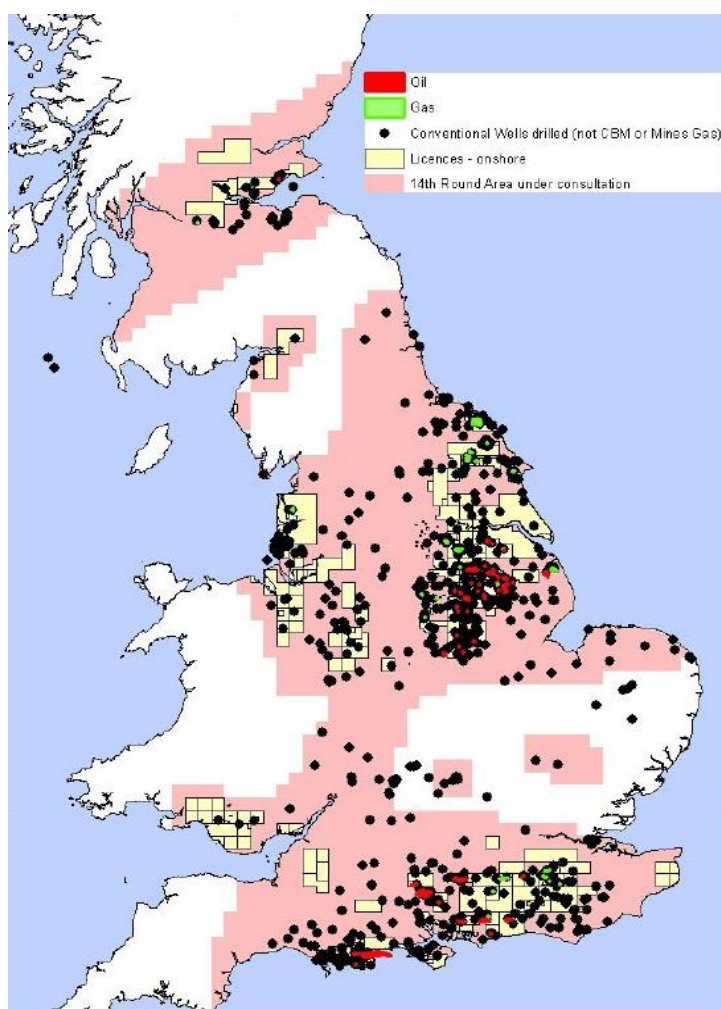 Oil
Gas
Conventional Wells drilled (not CBM or Mines Gas)
Licences - onshore
14th Round Area under consultation